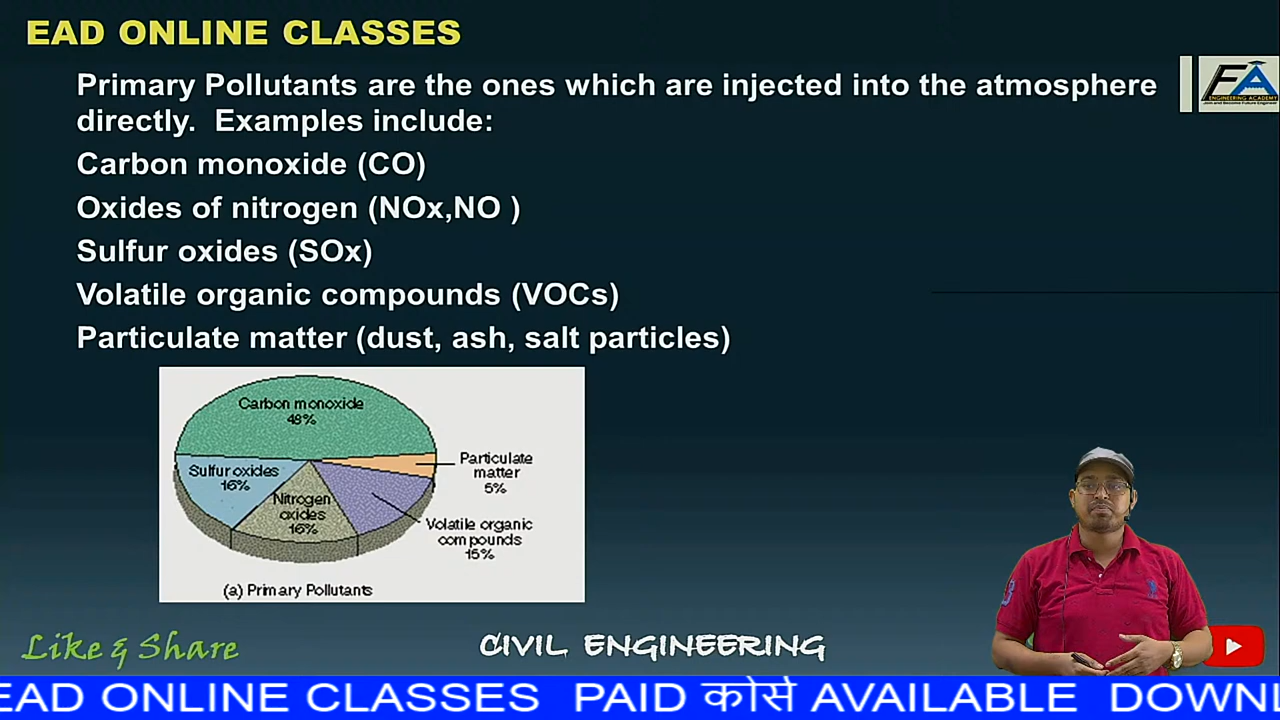 EAD ONLINE CLASSES
Primary Pollutants are the ones which are injected into the atmosphere
directly. Examples include:
Carbon monoxide (CO)
Oxides of nitrogen (NOx,NO )
Sulfur oxides (SOx)
Volatile organic compounds (VOCs)
Particulate matter (dust, ash, salt particles)
FA
ENGINEERING ACADEMY
Carbon monoxide
48%
Sulfur oxides
16%
Nitrogen
oxides
16%
Particulate
matter
5%
Volatile organic
compounds
15%
(a) Primary Pollutants
Like & Share
CIVIL ENGINEERING
EAD ONLINE CLASSES PAID कोर्स AVAILABLE DOWNL